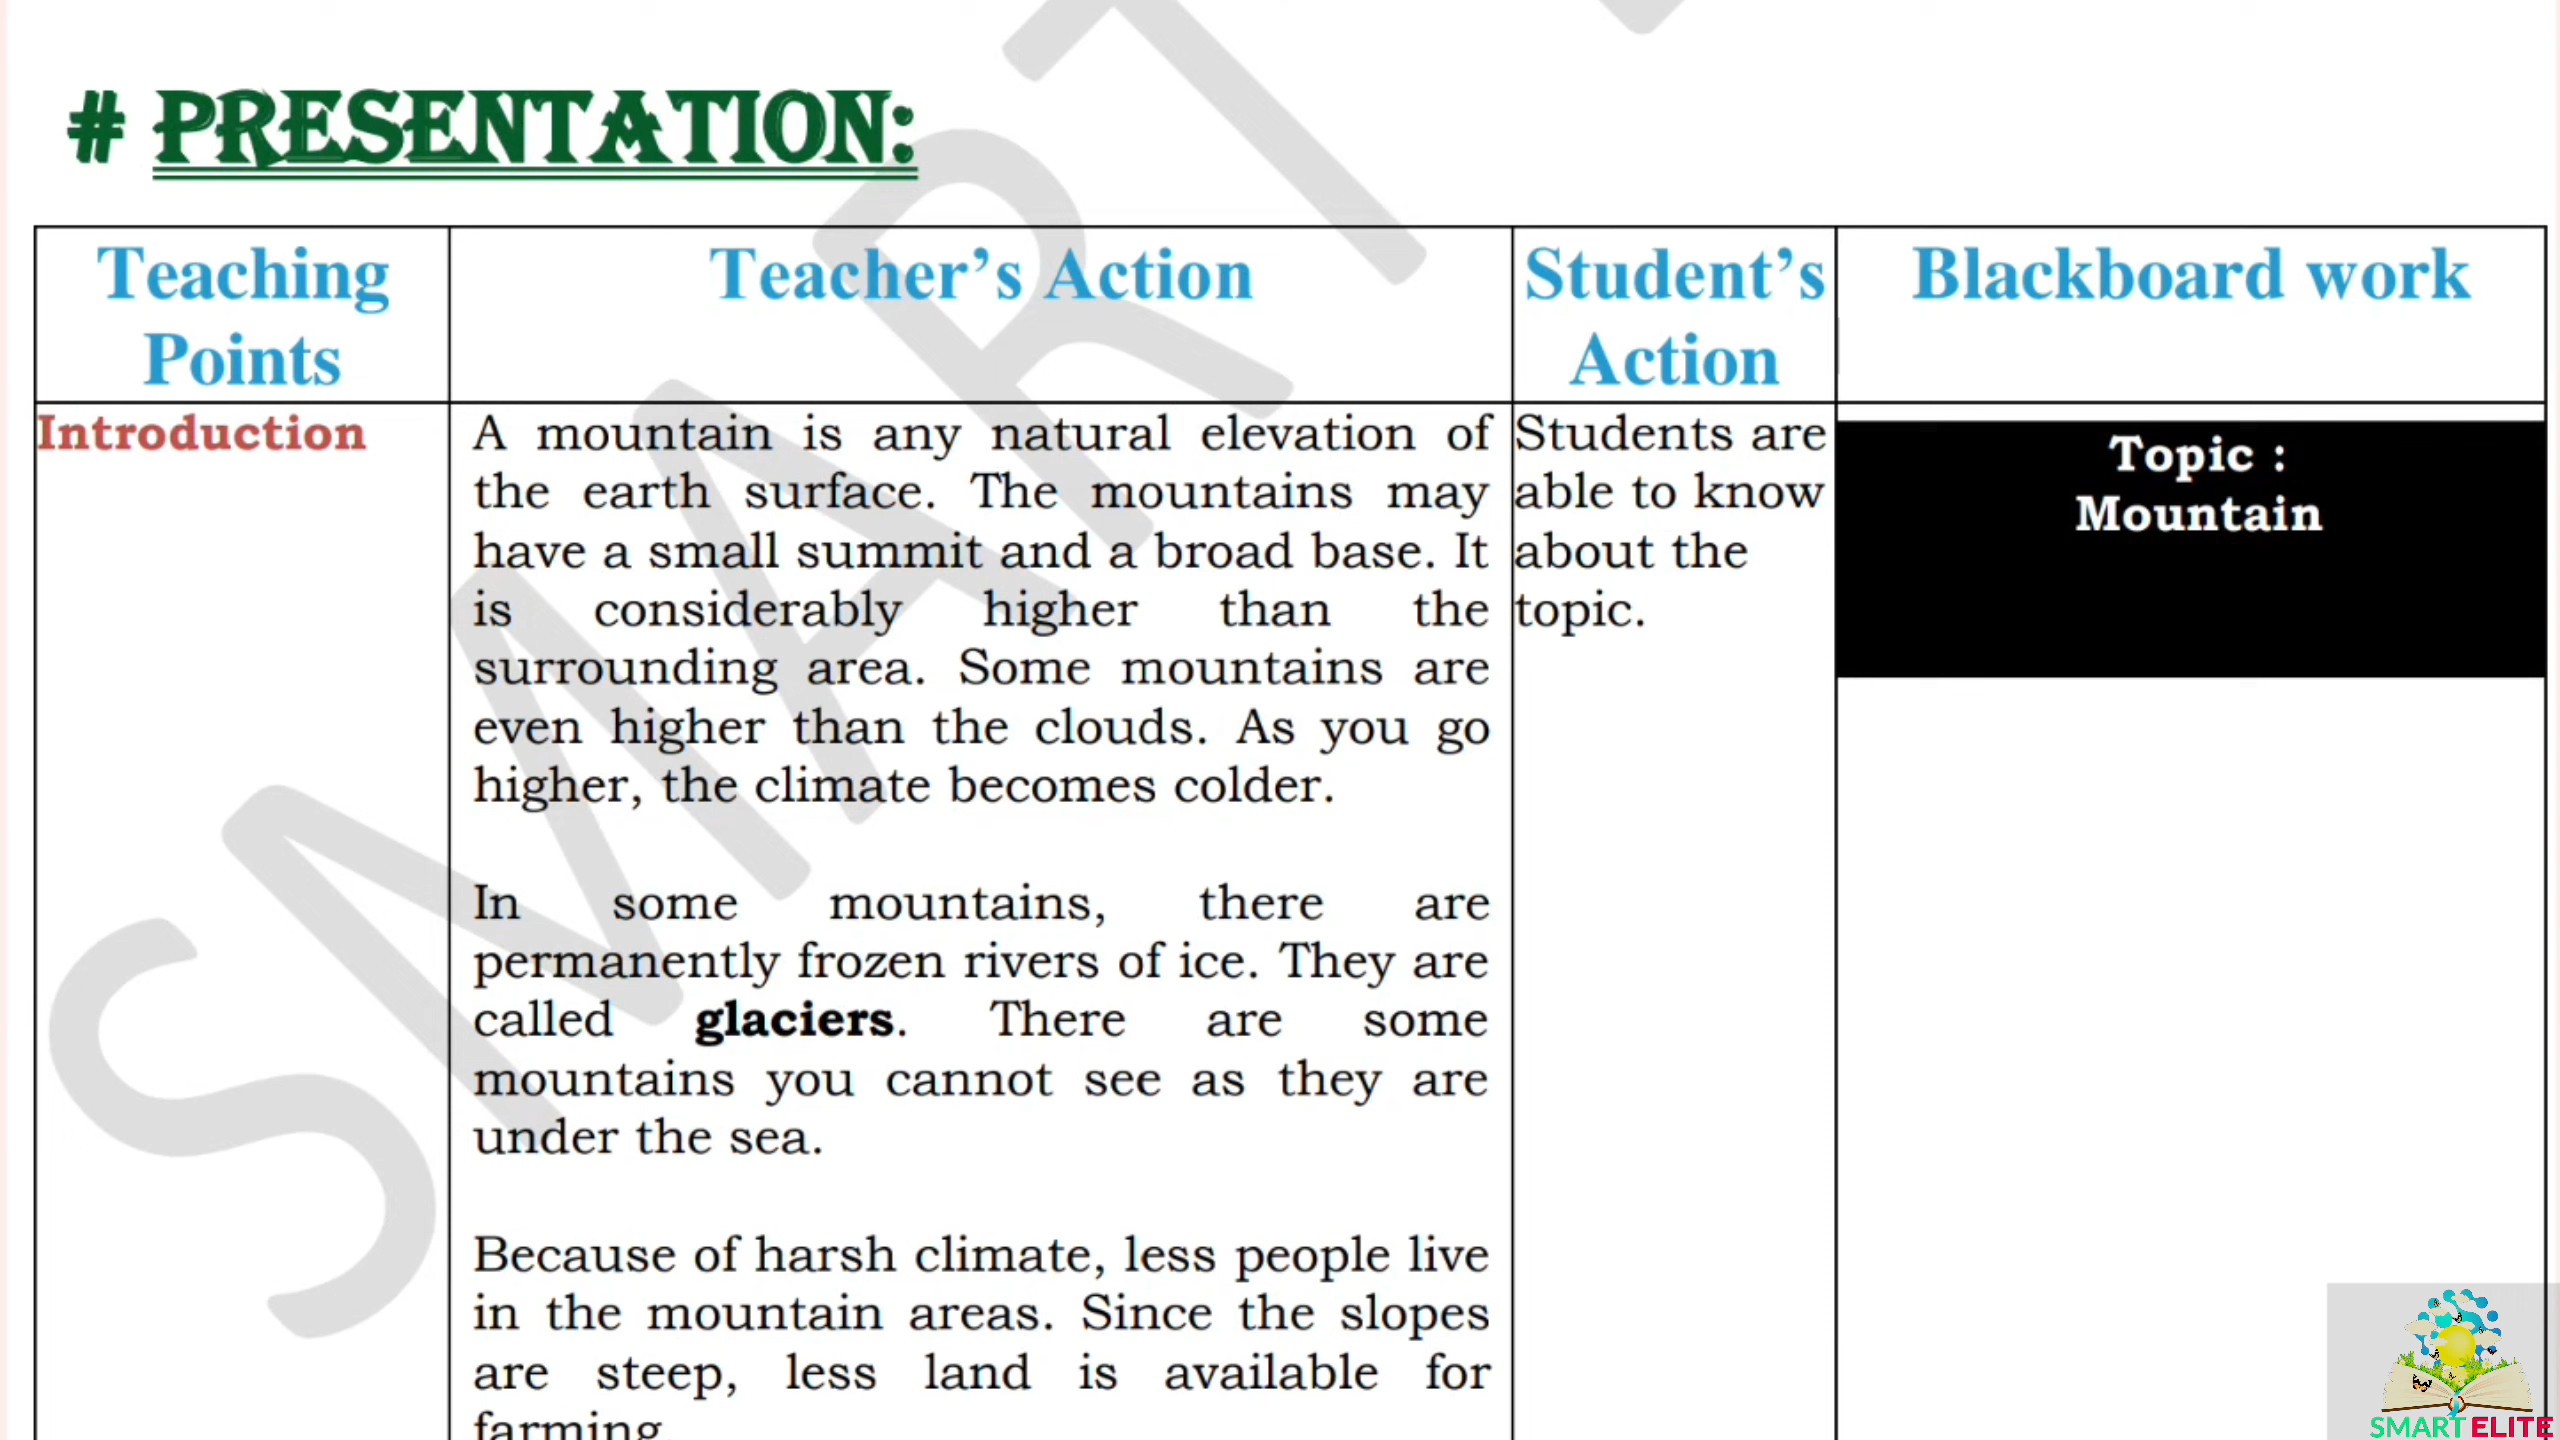 # PRESENTATION:
Teaching
Points
Teacher's Action
Student's
Action
Blackboard work
Introduction
A mountain is any natural elevation of
the earth surface. The mountains may
have a small summit and a broad base. It
is considerably higher than the
surrounding area. Some mountains are
even higher than the clouds. As you go
higher, the climate becomes colder.
In some mountains, there are
permanently frozen rivers of ice. They are
called glaciers. There are some
mountains you cannot see as they are
under the sea.
Because of harsh climate, less people live
in the mountain areas. Since the slopes
are steep, less land is available for
farming.
Students are
able to know
about the
topic.
Topic :
Mountain
SMART
SMART ELITE